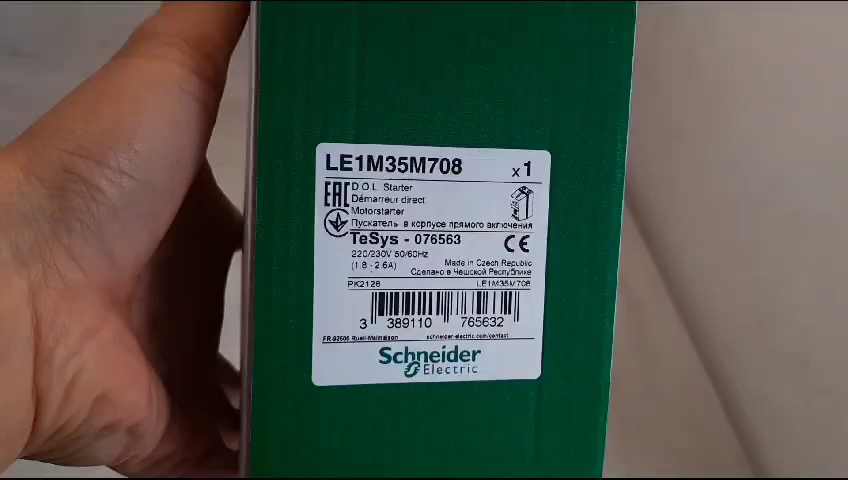 LE1M35M708 x1
EAC D.O.L. Starter
Démarreur direct
Motorstarter
Пускатель в корпусе прямого включения
TeSys - 076563 CE
220/230V 50/60Hz
(1.8 - 2.6A)
Made in Czech Republic
Сделано в Чешской Республике
PK2126 LE1M35M708
3 389110 765632
FR-92506 Rueil-Malmaison schneider-electric.com/contact
Schneider
Electric